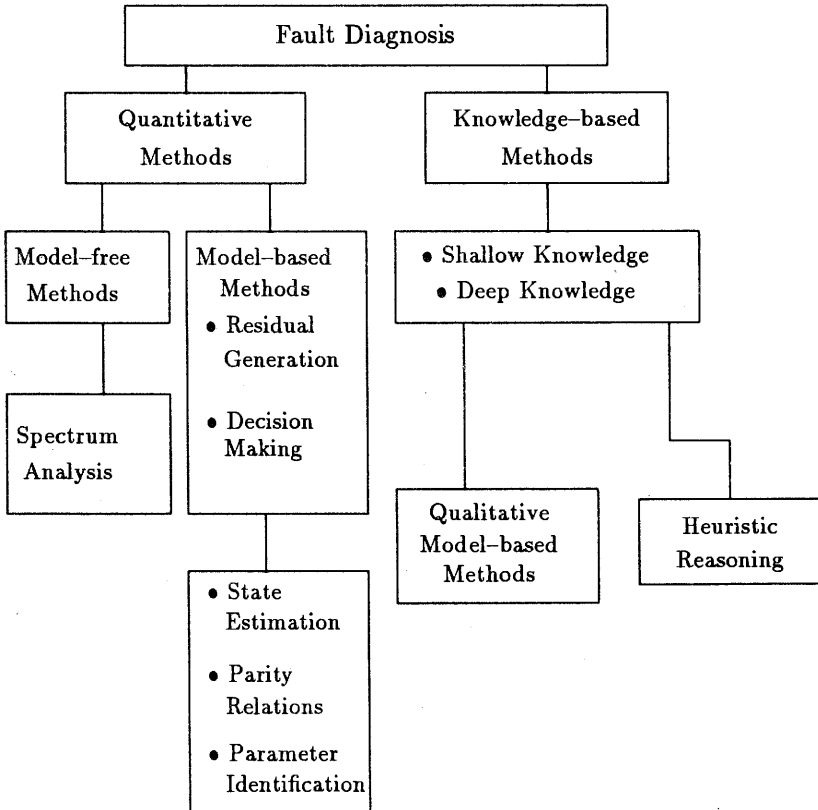 Fault Diagnosis
Quantitative
Methods
Knowledge–based
Methods
Model–free
Methods
Model–based
Methods
• Residual
Generation
• Decision
Making
• Shallow Knowledge
• Deep Knowledge
Spectrum
Analysis
Qualitative
Model–based
Methods
Heuristic
Reasoning
• State
Estimation
• Parity
Relations
• Parameter
Identification